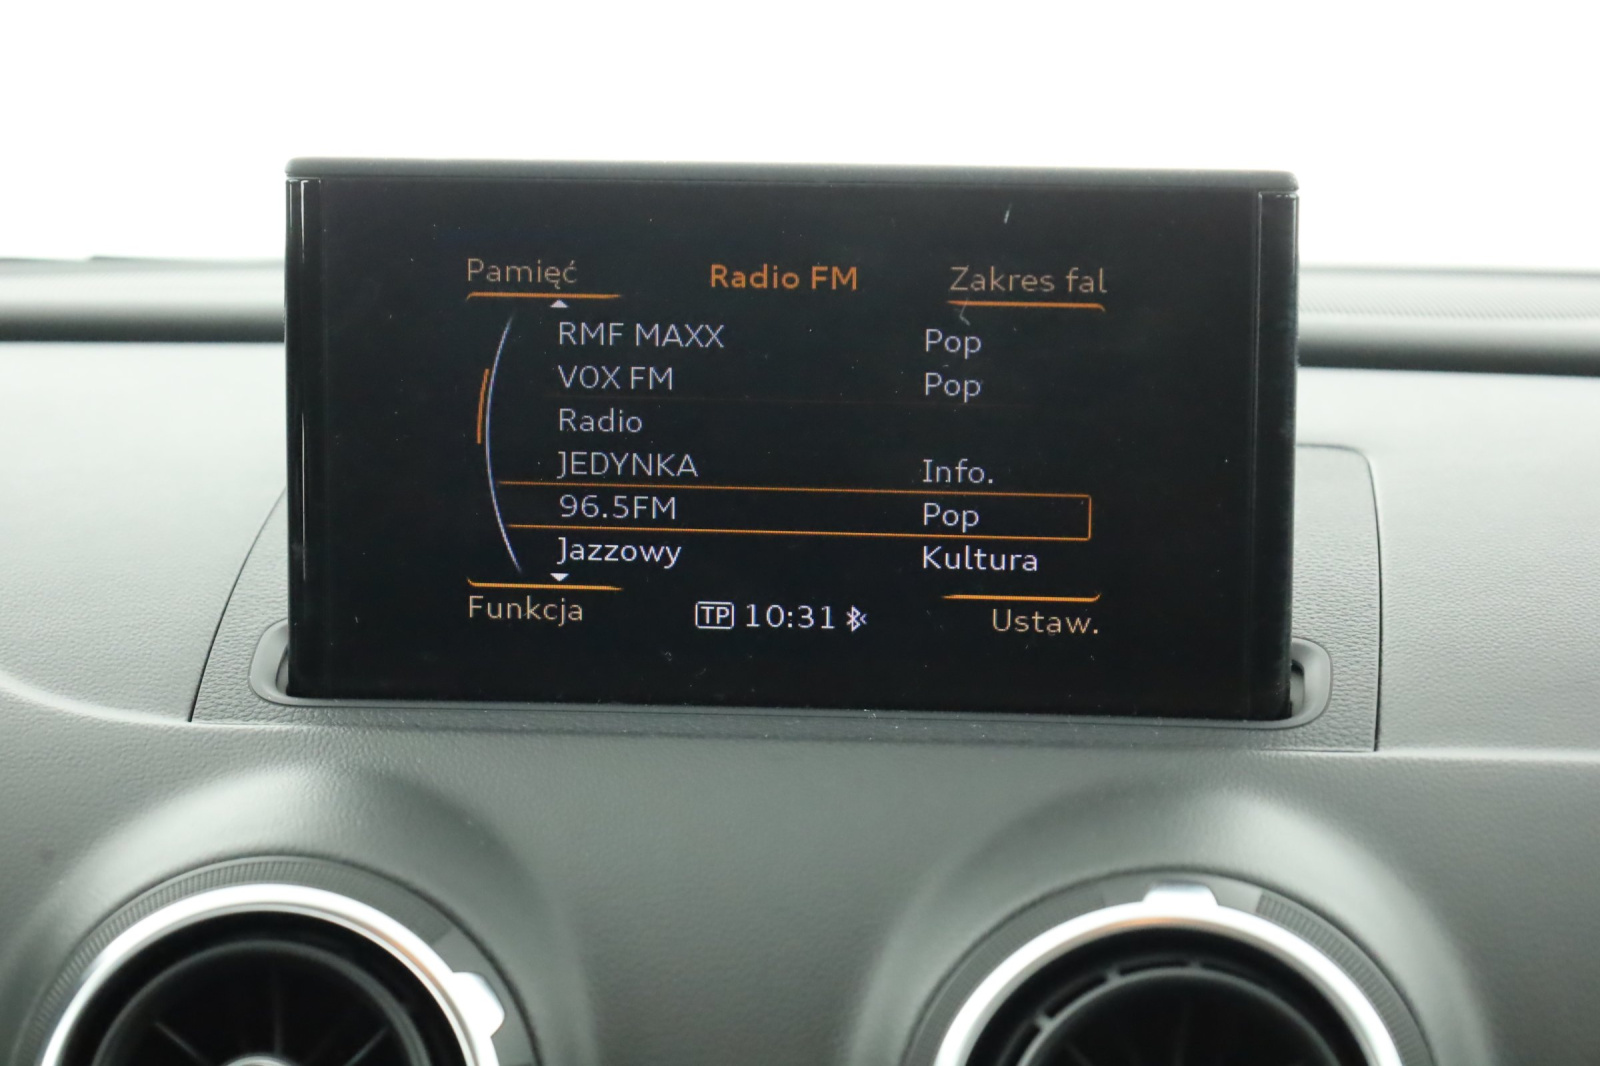 Pamięć Radio FM Zakres fal
RMF MAXX Pop
VOX FM Pop
Radio
JEDYNKA Info.
96.5FM Pop
Jazzowy Kultura
Funkcja TP 10:31 Ustaw.